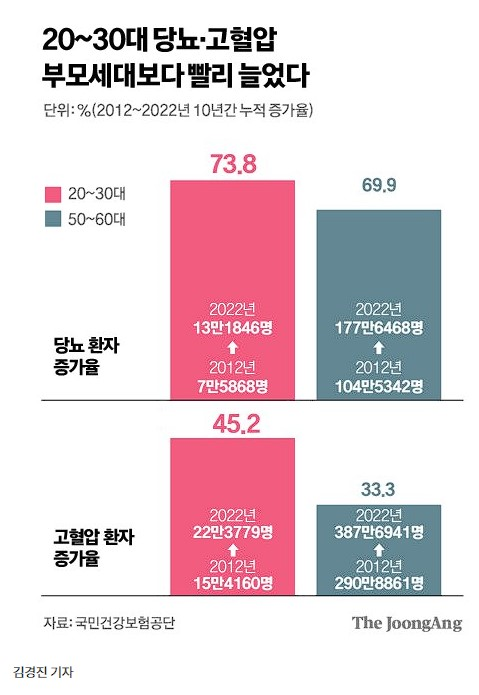 20~30대 당뇨·고혈압
부모세대보다 빨리 늘었다
단위: %(2012~2022년 10년간 누적 증가율)
20~30대
50~60대
당뇨 환자
증가율
73.8
2022년
13만1846명
2012년
7만5868명
69.9
2022년
177만6468명
2012년
104만5342명
고혈압 환자
증가율
45.2
2022년
22만3779명
2012년
15만4160명
33.3
2022년
387만6941명
2012년
290만8861명
자료: 국민건강보험공단
The JoongAng
김경진 기자